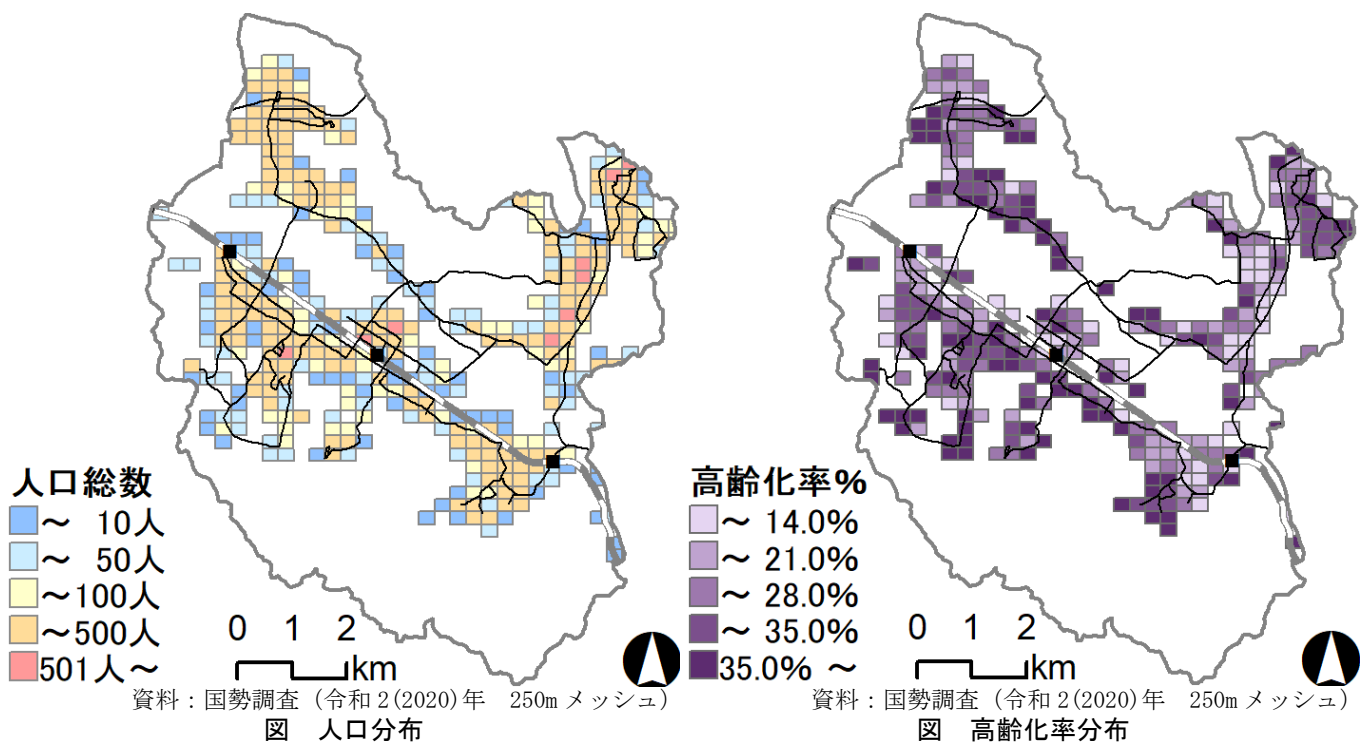 人口総数
～ 10人
～ 50人
～100人
～500人
501人～
0 1 2
km
資料：国勢調査（令和2(2020)年 250mメッシュ）
図 人口分布
高齢化率%
～ 14.0%
～ 21.0%
～ 28.0%
～ 35.0%
35.0% ～
0 1 2
km
資料：国勢調査（令和2(2020)年 250mメッシュ）
図 高齢化率分布